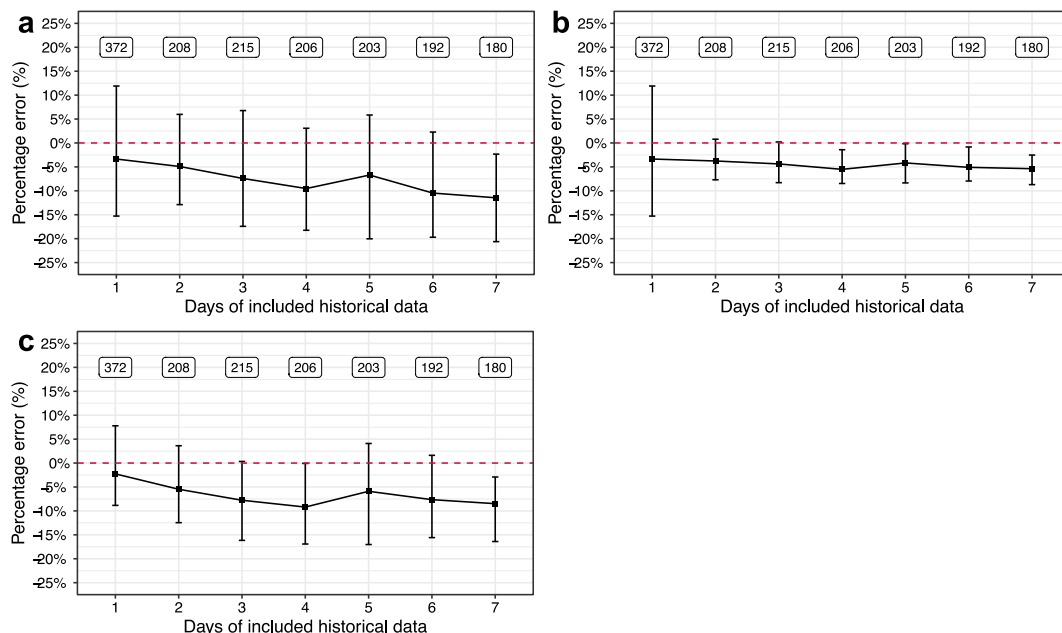 a
25%
20%
15%
10%
5%
0%
−5%
−10%
−15%
−20%
−25%
Percentage error (%)
372 208 215 206 203 192 180
1 2 3 4 5 6 7
Days of included historical data
b
25%
20%
15%
10%
5%
0%
−5%
−10%
−15%
−20%
−25%
Percentage error (%)
372 208 215 206 203 192 180
1 2 3 4 5 6 7
Days of included historical data
c
25%
20%
15%
10%
5%
0%
−5%
−10%
−15%
−20%
−25%
Percentage error (%)
372 208 215 206 203 192 180
1 2 3 4 5 6 7
Days of included historical data